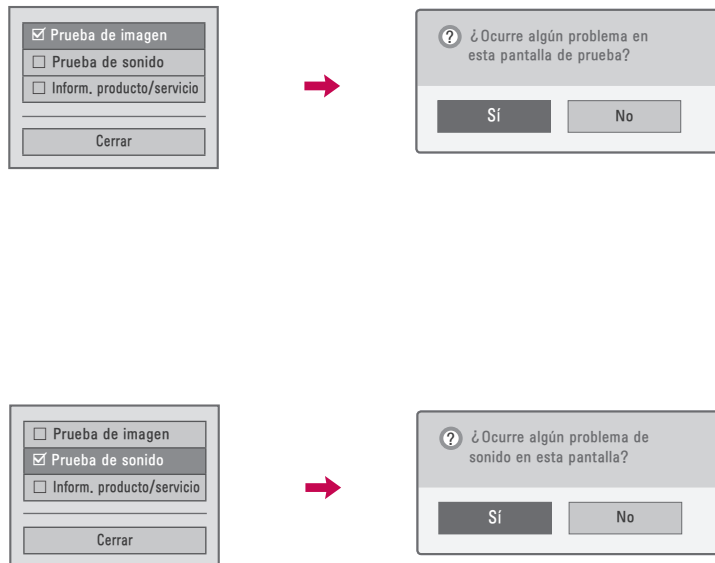 Prueba de imagen
Prueba de sonido
Inform. producto/servicio
Cerrar
? ¿Ocurre algún problema en
esta pantalla de prueba?
Sí
No
Prueba de imagen
Prueba de sonido
Inform. producto/servicio
Cerrar
? ¿Ocurre algún problema de
sonido en esta pantalla?
Sí
No